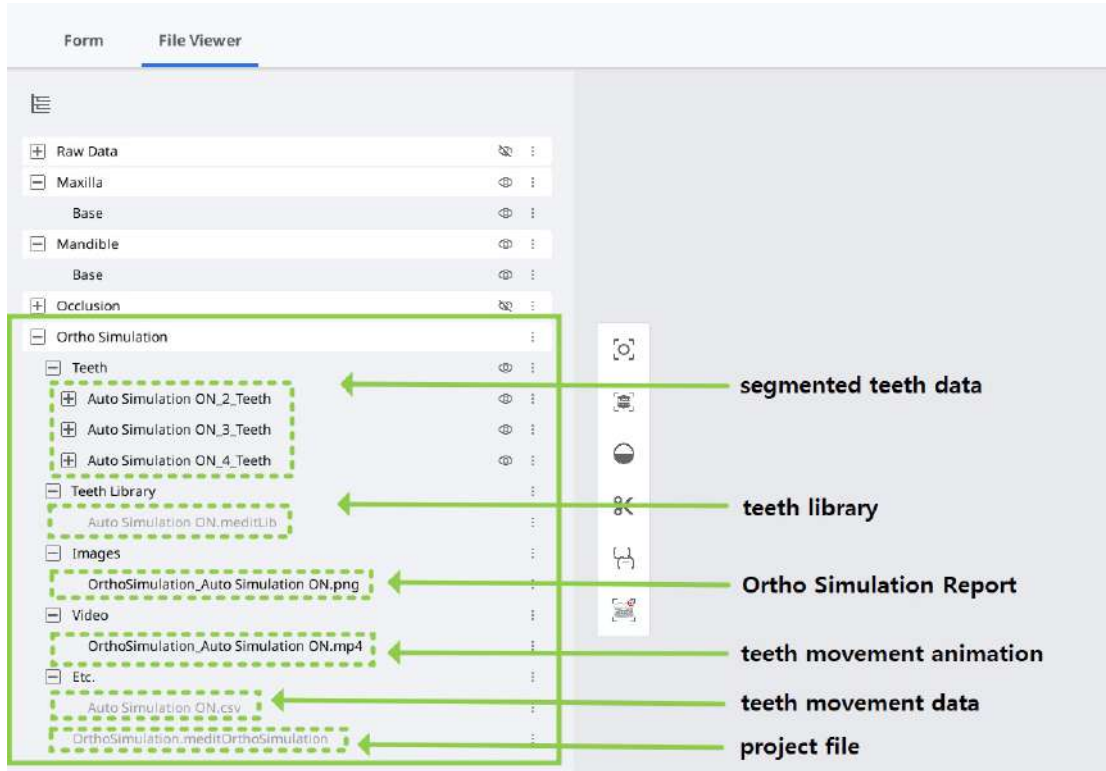 Form File Viewer
Raw Data
Maxilla
Base
Mandible
Base
Occlusion
Ortho Simulation
Teeth
segmented teeth data
Auto Simulation ON_2_Teeth
Auto Simulation ON_3_Teeth
Auto Simulation ON_4_Teeth
Teeth Library
teeth library
Auto Simulation ON.meditLib
Images
OrthoSimulation_Auto Simulation ON.png
Ortho Simulation Report
Video
OrthoSimulation_Auto Simulation ON.mp4
teeth movement animation
Etc.
Auto Simulation ON.csv
teeth movement data
OrthoSimulation.meditOrthoSimulation
project file